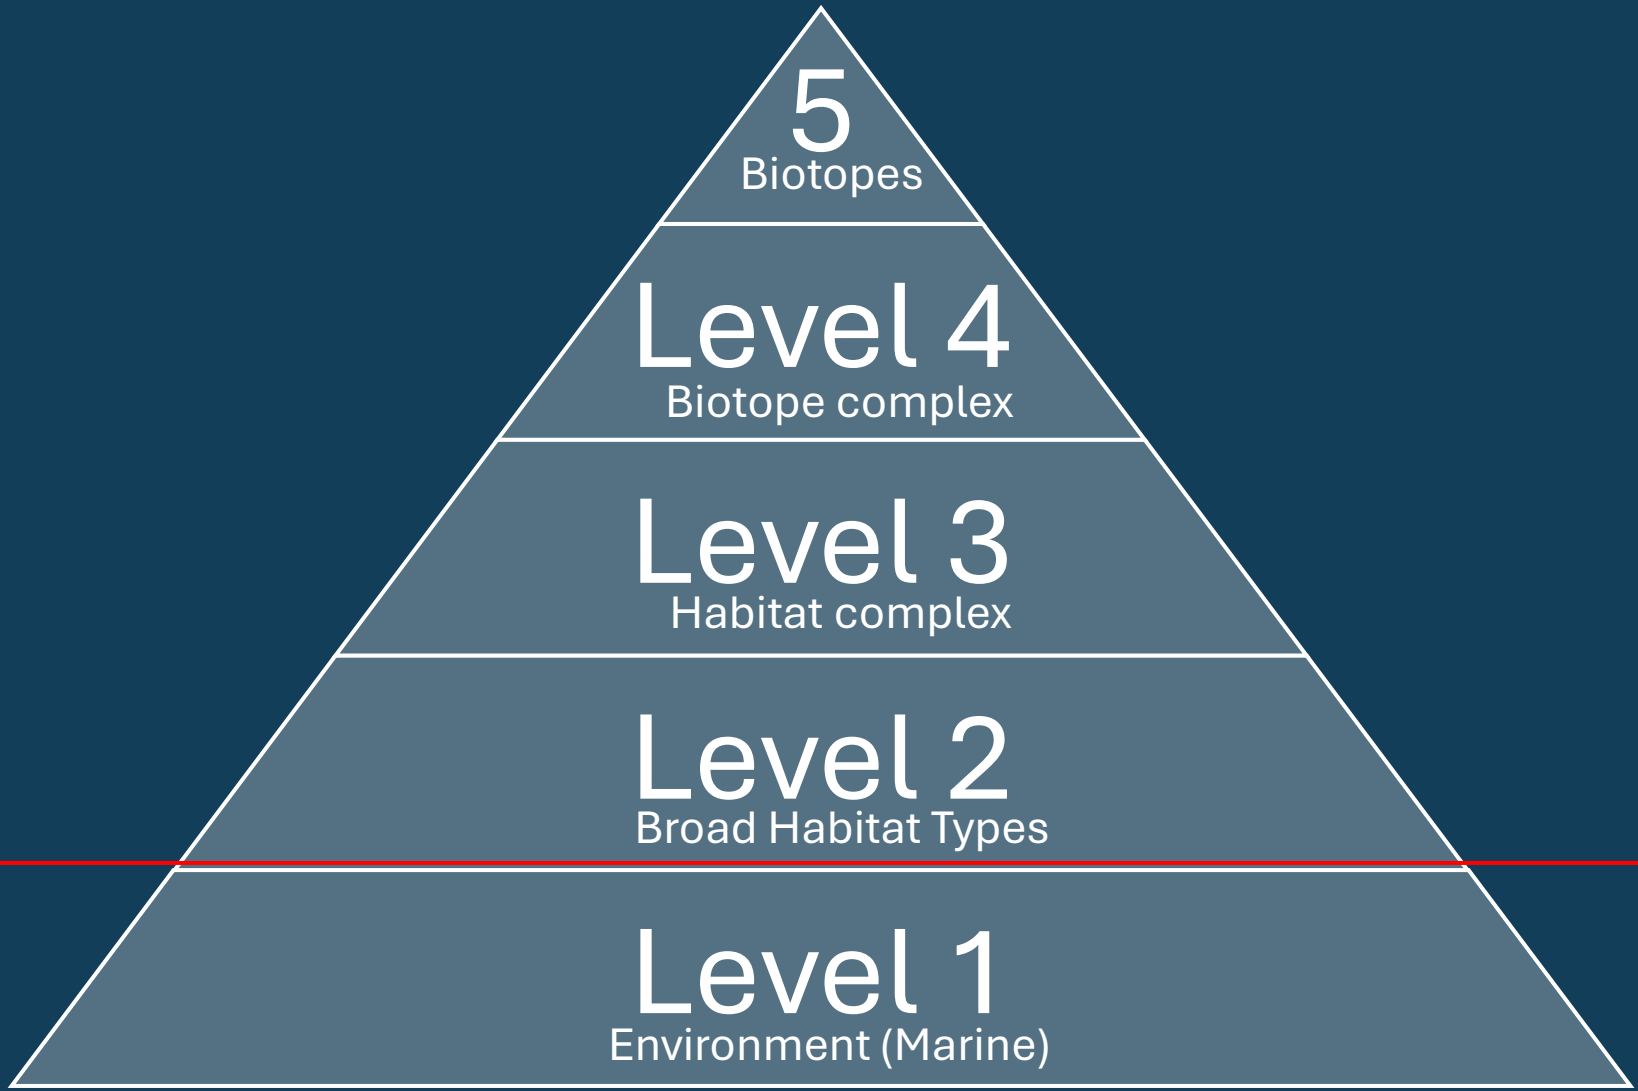 5
Biotopes
Level 4
Biotope complex
Level 3
Habitat complex
Level 2
Broad Habitat Types
Level 1
Environment (Marine)